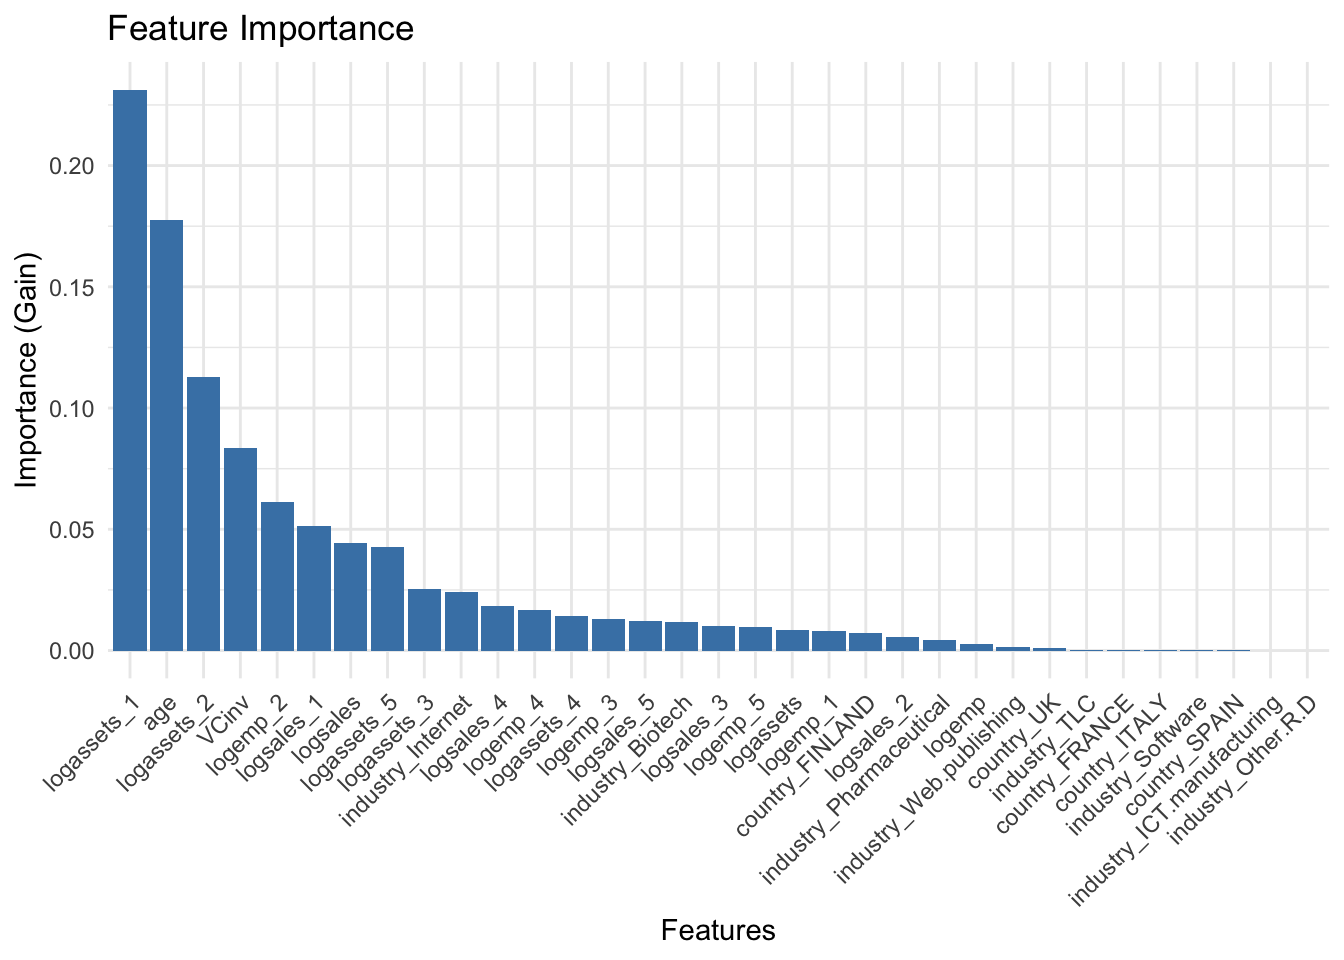 Feature Importance
Importance (Gain)
0.20
0.15
0.10
0.05
0.00
logassets_1
age
logassets_2
VCinv
logemp_2
logsales_1
logsales
logassets_5
logassets_3
industry_Internet
logsales_4
logemp_4
logassets_4
logemp_3
logsales_5
industry_Biotech
logsales_3
logemp_5
logassets
logemp_1
country_FINLAND
logsales_2
industry_Pharmaceutical
logemp
industry_Web.publishing
country_UK
industry_TLC
country_FRANCE
country_ITALY
industry_Software
country_SPAIN
industry_ICT.manufacturing
industry_Other.R.D
Features